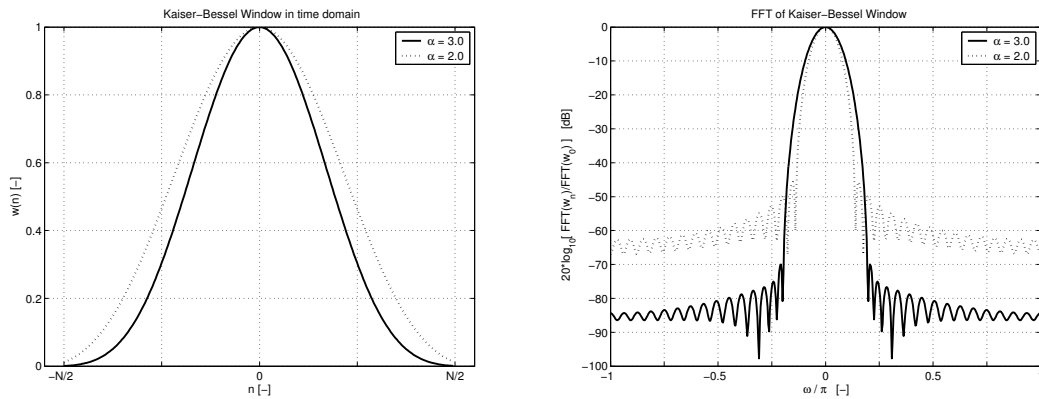 Kaiser−Bessel Window in time domain
1
0.8
0.6
0.4
0.2
0
w(n) [−]
−N/2
0
N/2
n [−]
α = 3.0
α = 2.0
FFT of Kaiser−Bessel Window
0
−10
−20
−30
−40
−50
−60
−70
−80
−90
−100
20*log10[ FFT(wn)/FFT(w0) ] [dB]
−1
−0.5
0
0.5
ω / π [−]
α = 3.0
α = 2.0